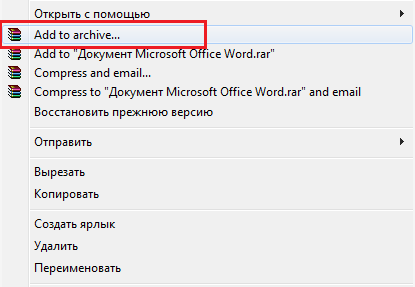 Открыть с помощью
Add to archive...
Add to "Документ Microsoft Office Word.rar"
Compress and email...
Compress to "Документ Microsoft Office Word.rar" and email
Восстановить прежнюю версию
Отправить
Вырезать
Копировать
Создать ярлык
Удалить
Переименовать